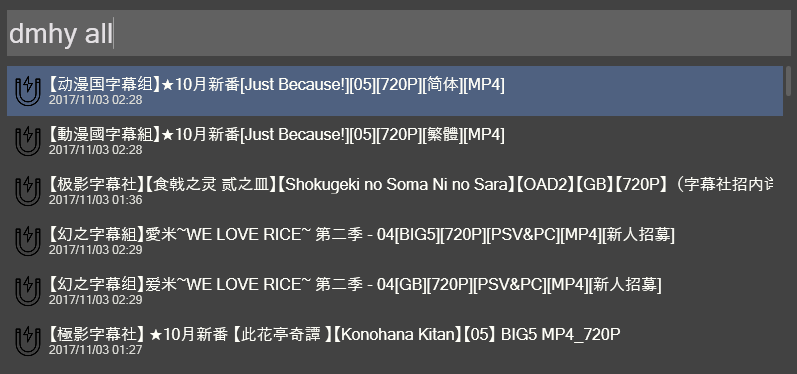 dmhy all
【动漫国字幕组】★10月新番[Just Because!][05][720P][简体][MP4]
2017/11/03 02:28
【動漫國字幕組】★10月新番[Just Because!][05][720P][繁體][MP4]
2017/11/03 02:28
【极影字幕社】【食戟之灵 贰之皿】【Shokugeki no Soma Ni no Sara】【OAD2】【GB】【720P】（字幕社招内
2017/11/03 01:36
【幻之字幕組】愛米~WE LOVE RICE~ 第二季 - 04[BIG5][720P][PSV&PC][MP4][新人招募]
2017/11/03 02:29
【幻之字幕组】爱米~WE LOVE RICE~ 第二季 - 04[GB][720P][PSV&PC][MP4][新人招募]
2017/11/03 02:29
【極影字幕社】 ★10月新番 【此花亭奇譚 】【Konohana Kitan】【05】 BIG5 MP4_720P
2017/11/03 01:27